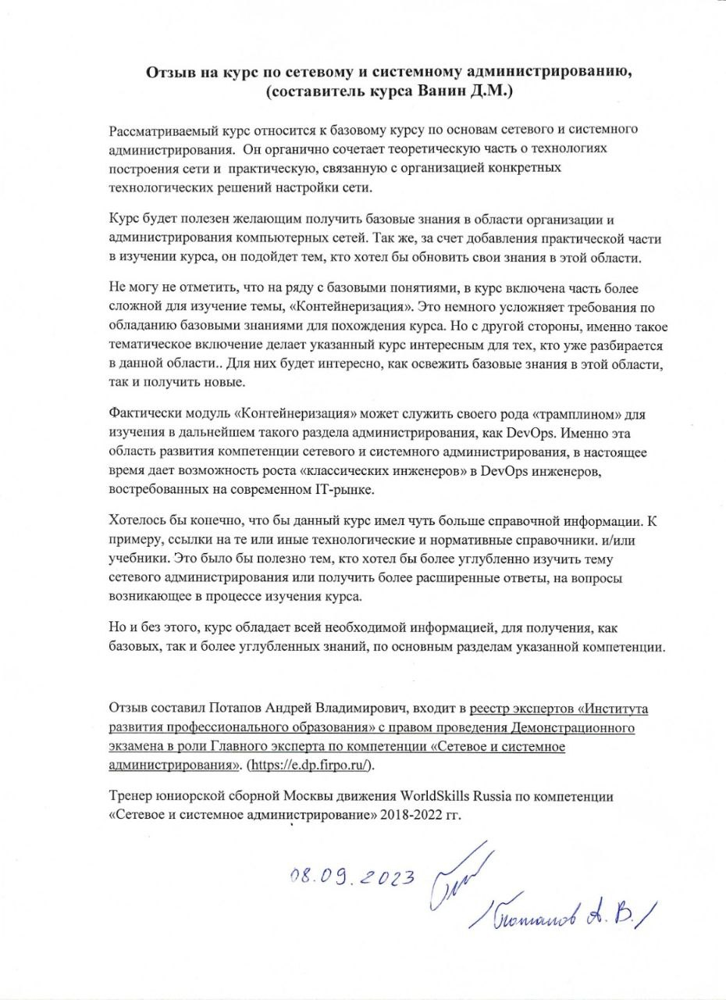 Отзыв на курс по сетевому и системному администрированию,
(составитель курса Ванин Д.М.)
Рассматриваемый курс относится к базовому курсу по основам сетевого и системного
администрирования.  Он органично сочетает теоретическую часть о технологиях
построения сети и  практическую, связанную с организацией конкретных
технологических решений настройки сети.
Курс будет полезен желающим получить базовые знания в области организации и
администрирования компьютерных сетей. Так же, за счет добавления практической части
в изучении курса, он подойдет тем, кто хотел бы обновить свои знания в этой области.
Не могу не отметить, что на ряду с базовыми понятиями, в курс включена часть более
сложной для изучение темы, «Контейнеризация». Это немного усложняет требования по
обладанию базовыми знаниями для похождения курса. Но с другой стороны, именно такое
тематическое включение делает указанный курс интересным для тех, кто уже разбирается
в данной области.. Для них будет интересно, как освежить базовые знания в этой области,
так и получить новые.
Фактически модуль «Контейнеризация» может служить своего рода «трамплином» для
изучения в дальнейшем такого раздела администрирования, как DevOps. Именно эта
область развития компетенции сетевого и системного администрирования, в настоящее
время дает возможность роста «классических инженеров» в DevOps инженеров,
востребованных на современном IT-рынке.
Хотелось бы конечно, что бы данный курс имел чуть больше справочной информации. К
примеру, ссылки на те или иные технологические и нормативные справочники. и/или
учебники. Это было бы полезно тем, кто хотел бы более углубленно изучить тему
сетевого администрирования или получить более расширенные ответы, на вопросы
возникающее в процессе изучения курса.
Но и без этого, курс обладает всей необходимой информацией, для получения, как
базовых, так и более углубленных знаний, по основным разделам указанной компетенции.
Отзыв составил Потапов Андрей Владимирович, входит в реестр экспертов «Института
развития профессионального образования» с правом проведения Демонстрационного
экзамена в роли Главного эксперта по компетенции «Сетевое и системное
администрирования». (https://e.dp.firpo.ru/).
Тренер юниорской сборной Москвы движения WorldSkills Russia по компетенции
«Сетевое и системное администрирование» 2018-2022 гг.
08.09.2023
/Потапов А.В./